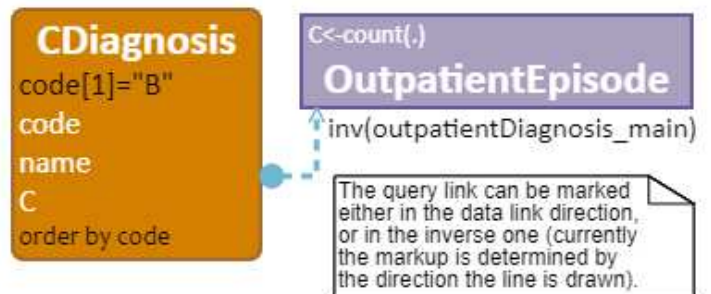 CDiagnosis
code[1]="B"
code
name
C
order by code
C<-count(.)
OutpatientEpisode
inv(outpatientDiagnosis_main)
The query link can be marked
either in the data link direction,
or in the inverse one (currently
the markup is determined by
the direction the line is drawn).